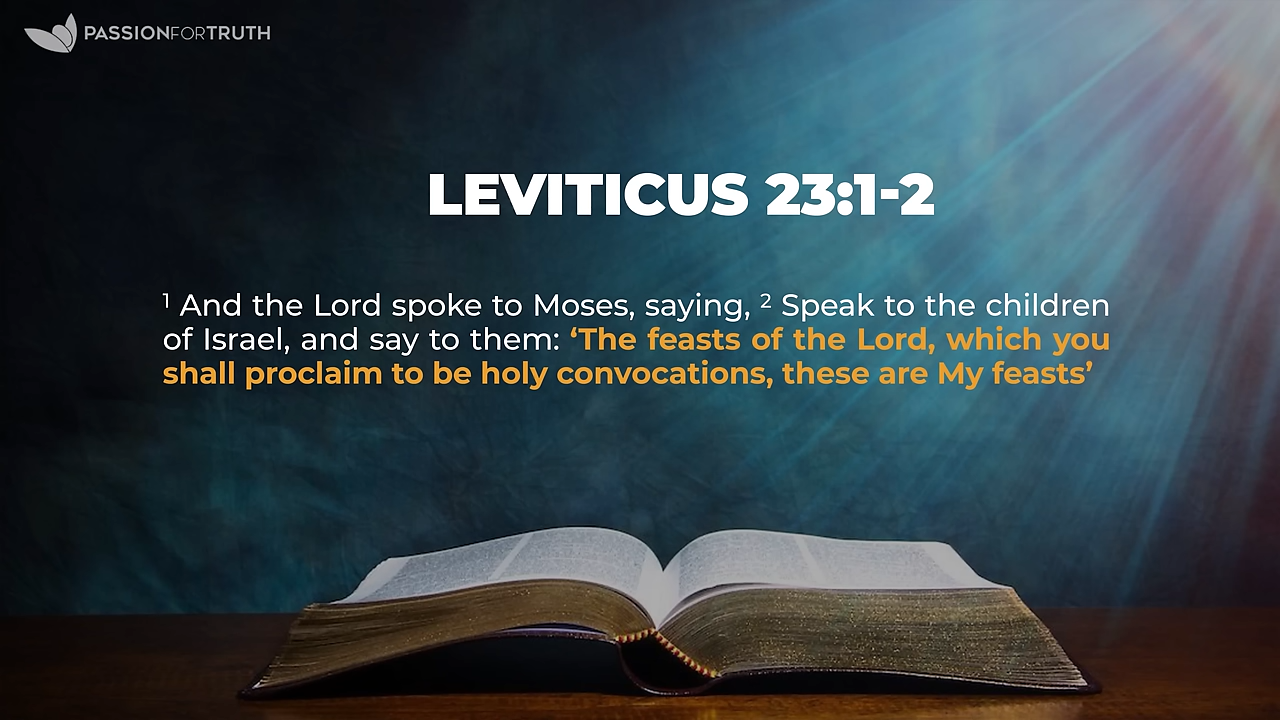 PASSIONFORTRUTH
LEVITICUS 23:1-2
¹ And the Lord spoke to Moses, saying, ² Speak to the children
of Israel, and say to them: ‘The feasts of the Lord, which you
shall proclaim to be holy convocations, these are My feasts’